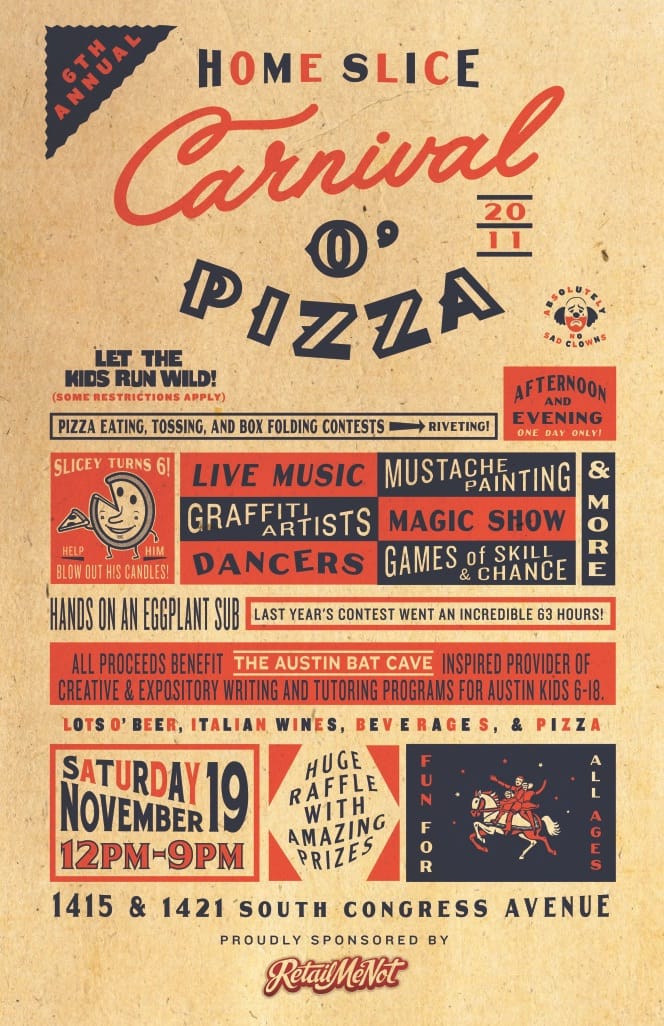 6TH
ANNUAL
HOME SLICE
Carnival
O'
PIZZA
20
11
ABSOLUTELY
NO
SAD CLOWNS
LET THE
KIDS RUN WILD!
(SOME RESTRICTIONS APPLY)
AFTERNOON
AND
EVENING
ONE DAY ONLY!
PIZZA EATING, TOSSING, AND BOX FOLDING CONTESTS RIVETING!
SLICEY TURNS 6!
HELP HIM
BLOW OUT HIS CANDLES!
LIVE MUSIC
MUSTACHE
PAINTING
GRAFFITI
ARTISTS
MAGIC SHOW
DANCERS
GAMES of SKILL
& CHANCE
& MORE
HANDS ON AN EGGPLANT SUB
LAST YEAR'S CONTEST WENT AN INCREDIBLE 63 HOURS!
ALL PROCEEDS BENEFIT THE AUSTIN BAT CAVE INSPIRED PROVIDER OF
CREATIVE & EXPOSITORY WRITING AND TUTORING PROGRAMS FOR AUSTIN KIDS 6-18.
LOTS O' BEER, ITALIAN WINES, BEVERAGES, & PIZZA
SATURDAY
NOVEMBER 19
12PM-9PM
HUGE
RAFFLE
WITH
AMAZING
PRIZES
FUN FOR
ALL AGES
1415 & 1421 SOUTH CONGRESS AVENUE
PROUDLY SPONSORED BY
RetailMeNot